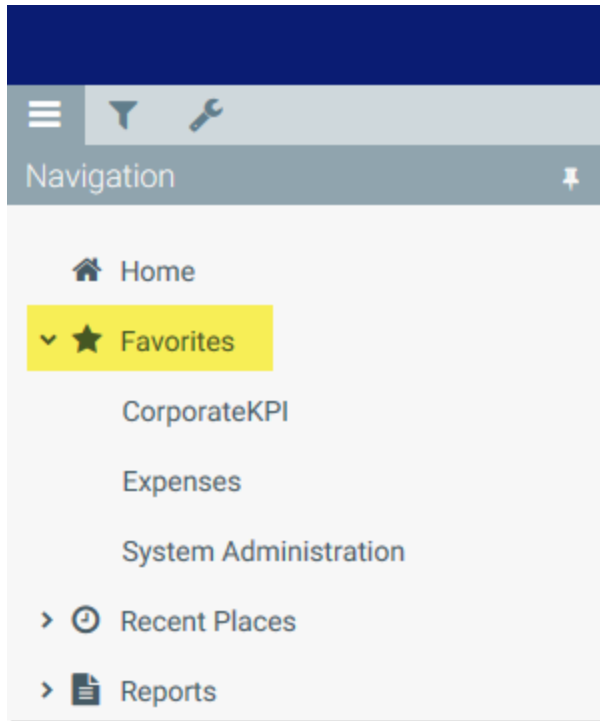 Navigation
Home
Favorites
CorporateKPI
Expenses
System Administration
Recent Places
Reports